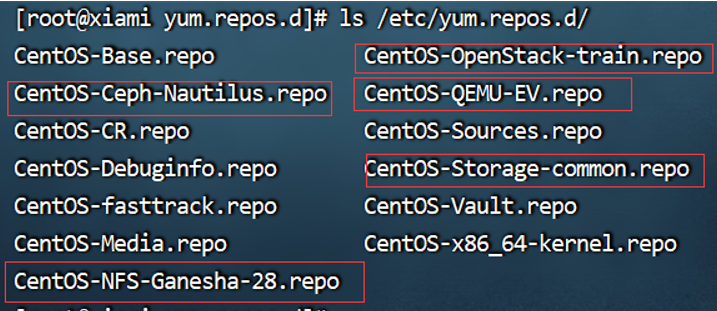 [root@xiami yum.repos.d]# ls /etc/yum.repos.d/
CentOS-Base.repo CentOS-OpenStack-train.repo
CentOS-Ceph-Nautilus.repo CentOS-QEMU-EV.repo
CentOS-CR.repo CentOS-Sources.repo
CentOS-Debuginfo.repo CentOS-Storage-common.repo
CentOS-fasttrack.repo CentOS-Vault.repo
CentOS-Media.repo CentOS-x86_64-kernel.repo
CentOS-NFS-Ganesha-28.repo